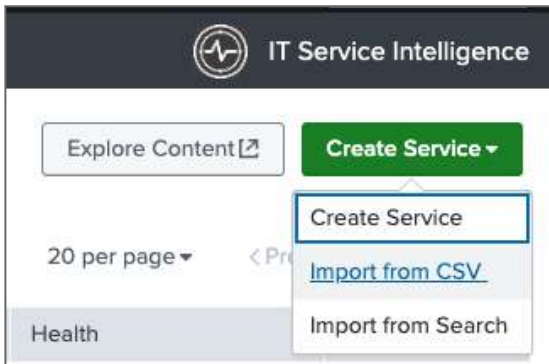 IT Service Intelligence
Explore Content
Create Service
Create Service
20 per page
< Pre
Import from CSV
Import from Search
Health